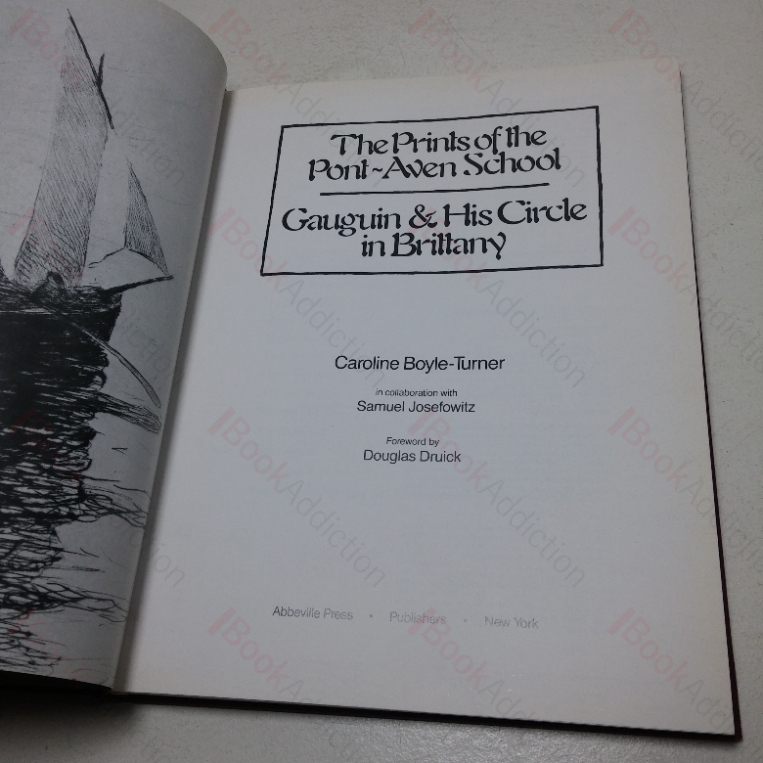 The Prints of the
Pont~Aven School
Gauguin & His Circle
in Brittany
Caroline Boyle-Turner
in collaboration with
Samuel Josefowitz
Foreword by
Douglas Druick
Abbeville Press • Publishers • New York
BookAddiction